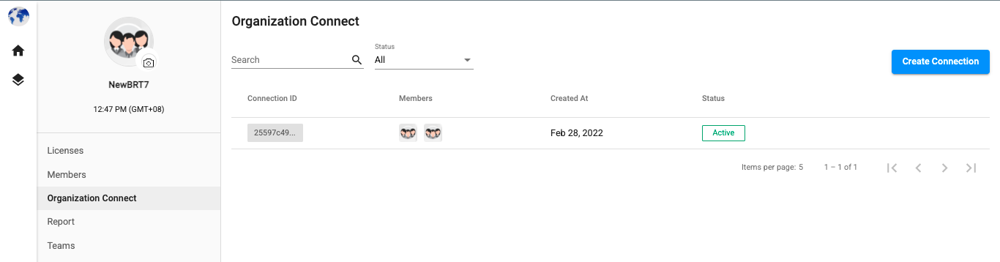 NewBRT7
12:47 PM (GMT+08)
Licenses
Members
Organization Connect
Report
Teams
Organization Connect
Search
Status
All
Create Connection
Connection ID Members Created At Status
25597c49... Feb 28, 2022 Active
Items per page: 5 1 – 1 of 1